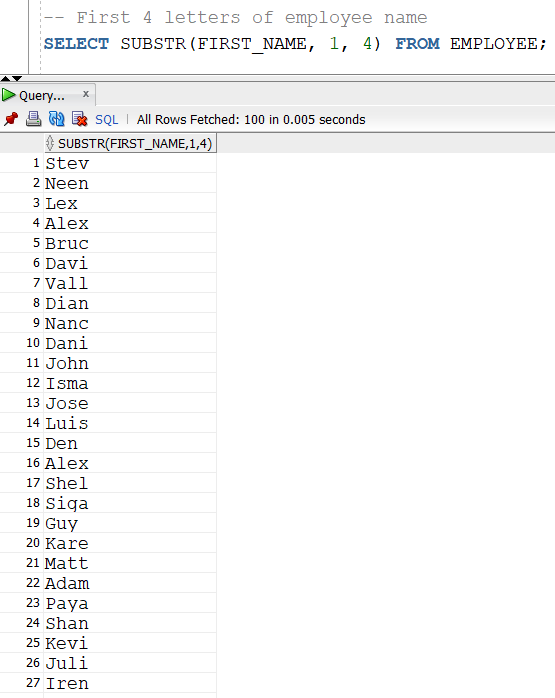 -- First 4 letters of employee name
SELECT SUBSTR(FIRST_NAME, 1, 4) FROM EMPLOYEE;
Query... x
SQL | All Rows Fetched: 100 in 0.005 seconds
SUBSTR(FIRST_NAME,1,4)
1 Stev
2 Neen
3 Lex
4 Alex
5 Bruc
6 Davi
7 Vall
8 Dian
9 Nanc
10 Dani
11 John
12 Isma
13 Jose
14 Luis
15 Den
16 Alex
17 Shel
18 Siga
19 Guy
20 Kare
21 Matt
22 Adam
23 Paya
24 Shan
25 Kevi
26 Juli
27 Iren